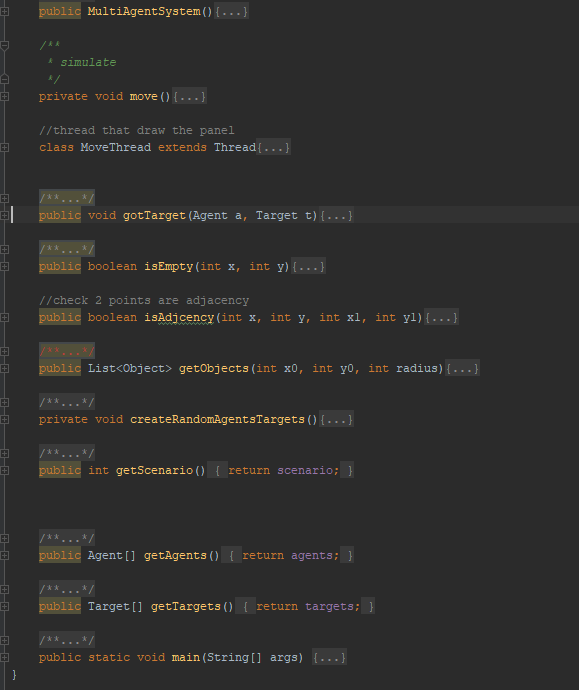 public MultiAgentSystem(){...}
/**
* simulate
*/
private void move(){...}
//thread that draw the panel
class MoveThread extends Thread{...}
/**...*/
public void gotTarget(Agent a, Target t){...}
/**...*/
public boolean isEmpty(int x, int y){...}
//check 2 points are adjacency
public boolean isAdjcency(int x, int y, int x1, int y1){...}
/**...*/
public List<Object> getObjects(int x0, int y0, int radius){...}
/**...*/
private void createRandomAgentsTargets(){...}
/**...*/
public int getScenario() { return scenario; }
/**...*/
public Agent[] getAgents() { return agents; }
/**...*/
public Target[] getTargets() { return targets; }
/**...*/
public static void main(String[] args) {...}
}